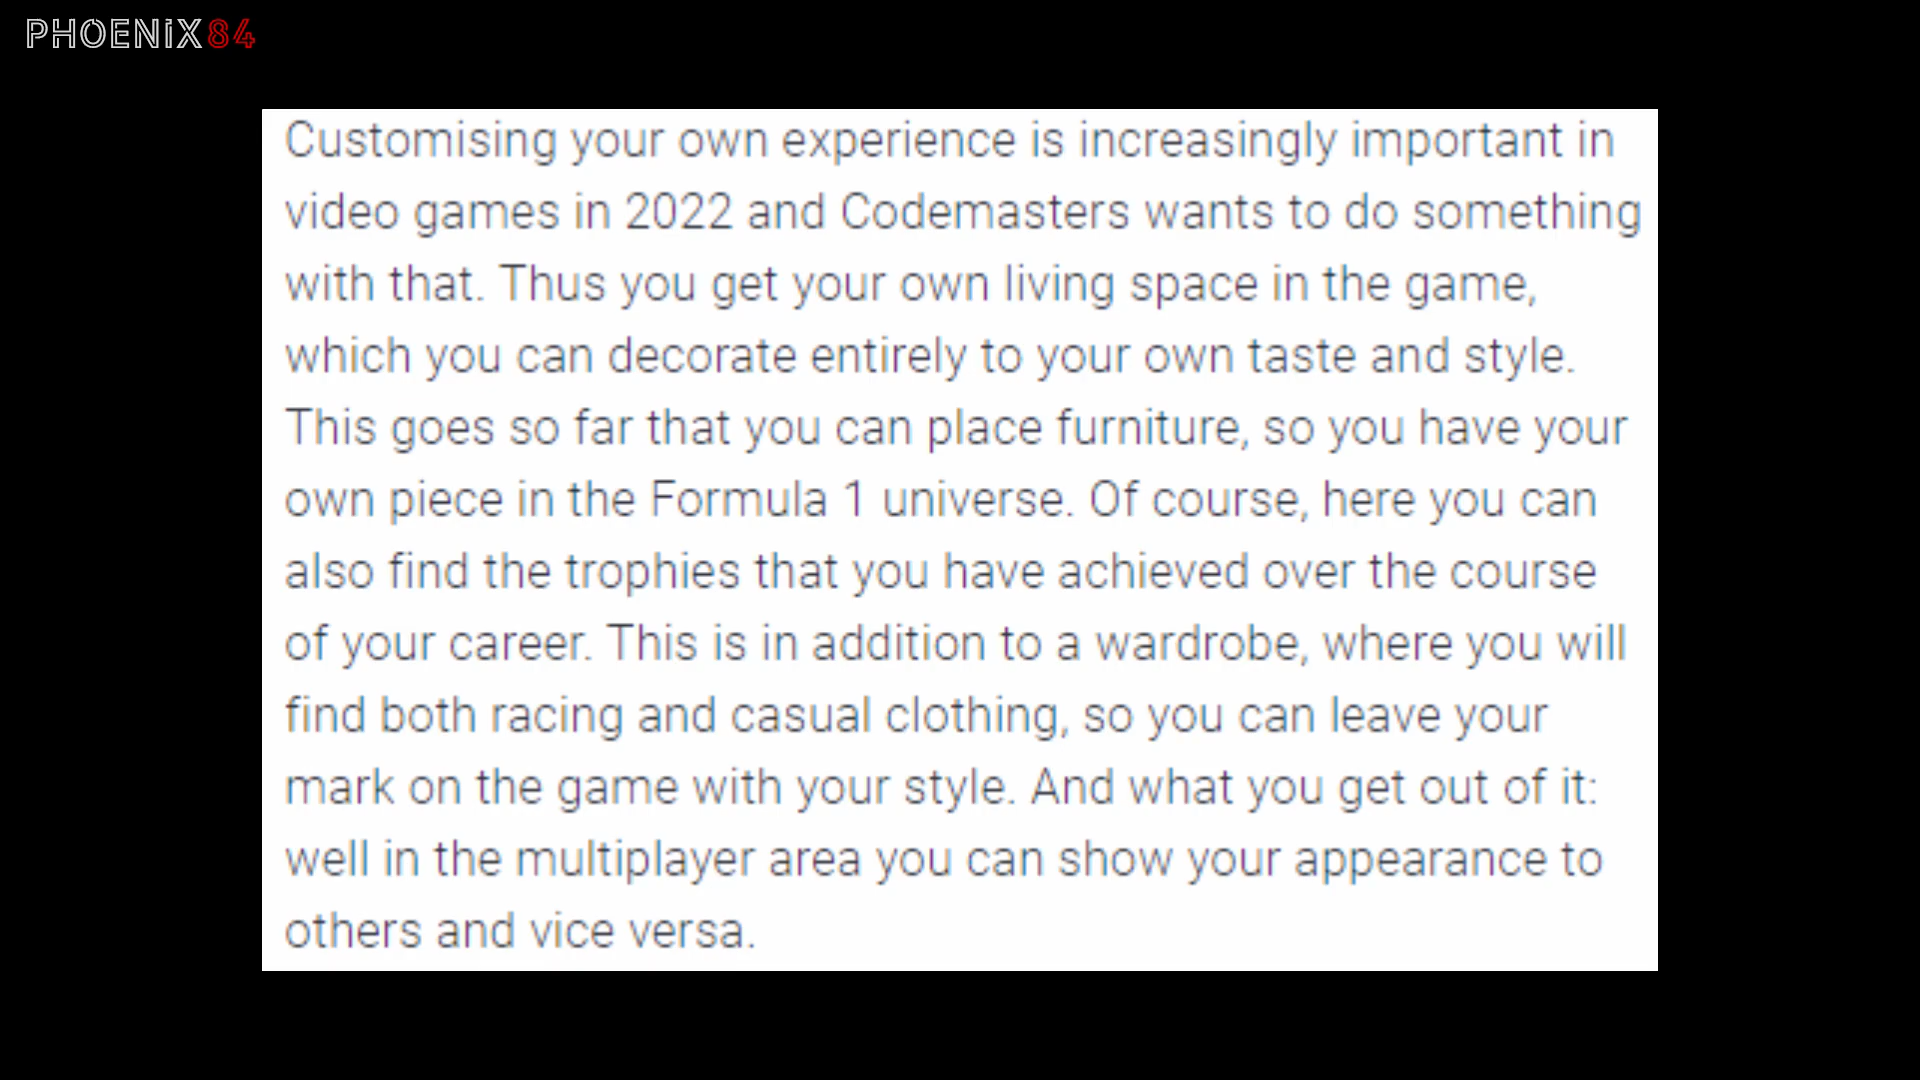 PHOENiX84
Customising your own experience is increasingly important in
video games in 2022 and Codemasters wants to do something
with that. Thus you get your own living space in the game,
which you can decorate entirely to your own taste and style.
This goes so far that you can place furniture, so you have your
own piece in the Formula 1 universe. Of course, here you can
also find the trophies that you have achieved over the course
of your career. This is in addition to a wardrobe, where you will
find both racing and casual clothing, so you can leave your
mark on the game with your style. And what you get out of it:
well in the multiplayer area you can show your appearance to
others and vice versa.